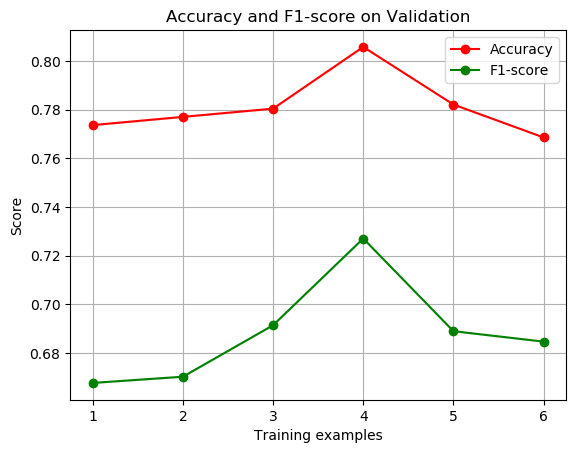 Accuracy and F1-score on Validation
Accuracy
F1-score
0.80
0.78
0.76
0.74
0.72
0.70
0.68
Score
1 2 3 4 5 6
Training examples